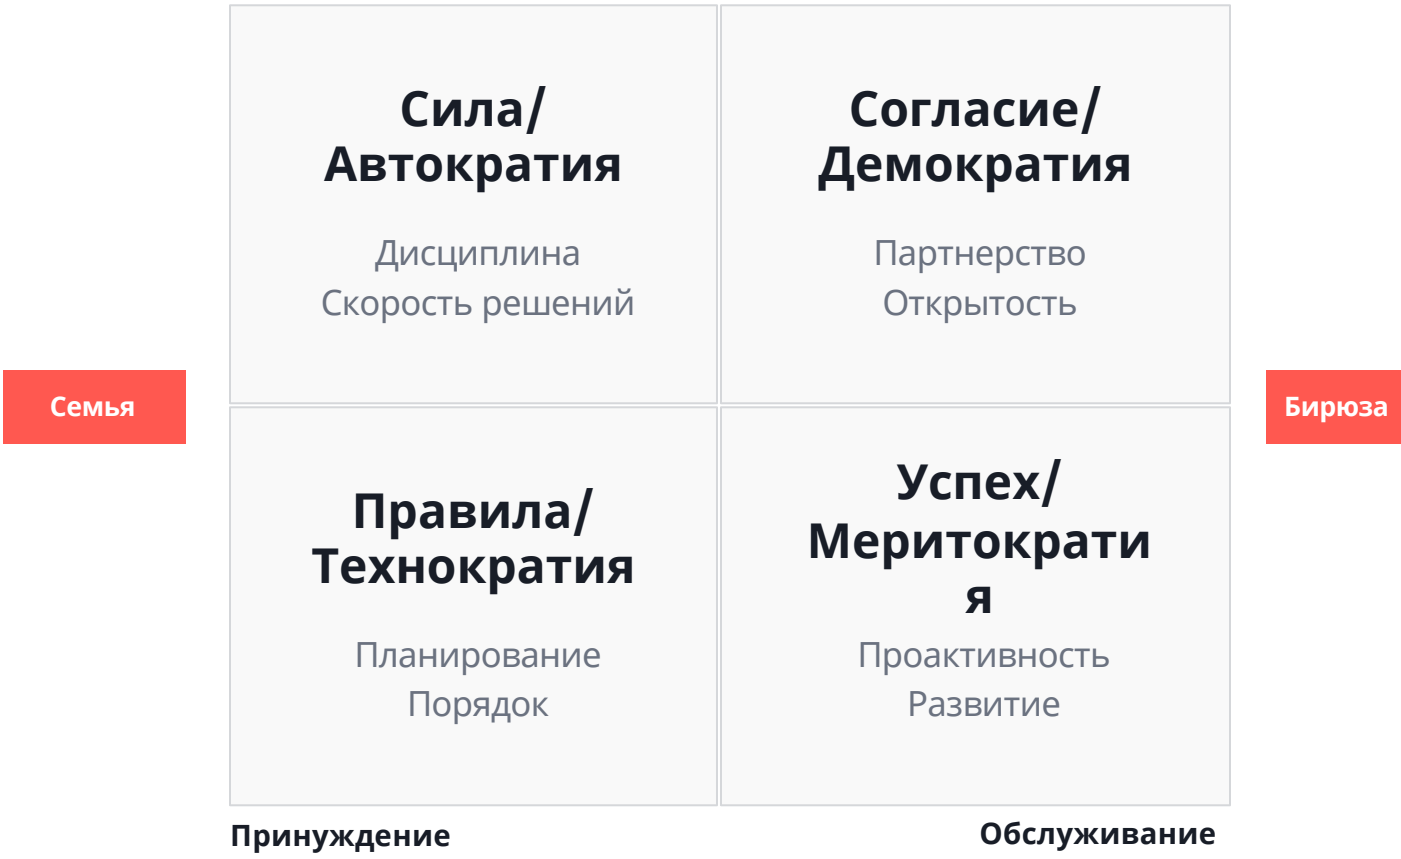 Сила/
Автократия
Дисциплина
Скорость решений
Согласие/
Демократия
Партнерство
Открытость
Семья
Бирюза
Правила/
Технократия
Планирование
Порядок
Успех/
Меритократи
я
Проактивность
Развитие
Принуждение
Обслуживание